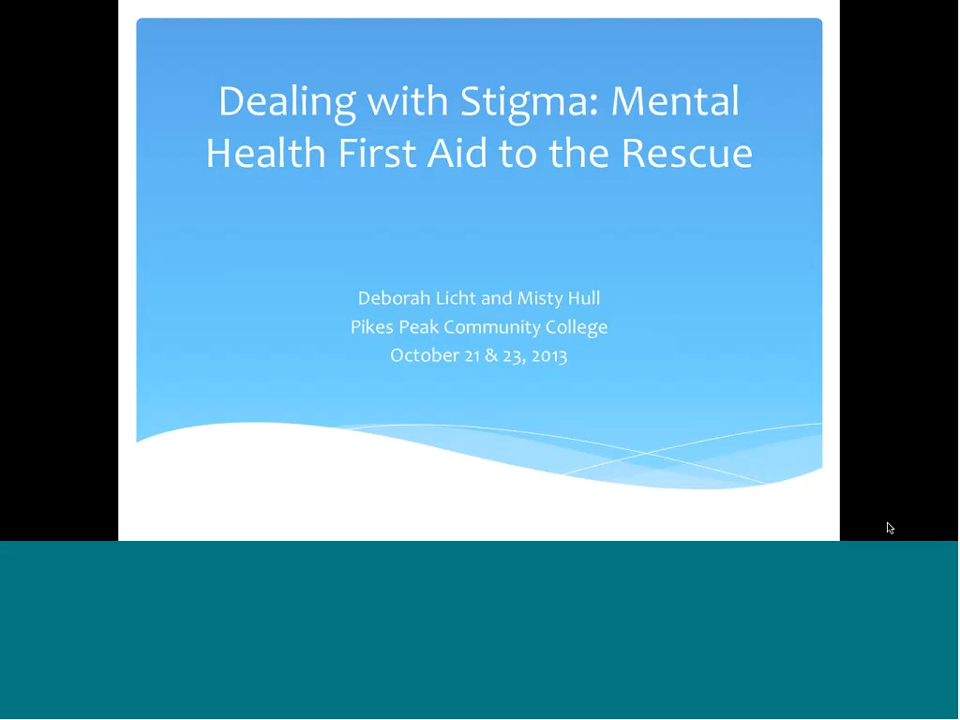 Dealing with Stigma: Mental
Health First Aid to the Rescue
Deborah Licht and Misty Hull
Pikes Peak Community College
October 21 & 23, 2013